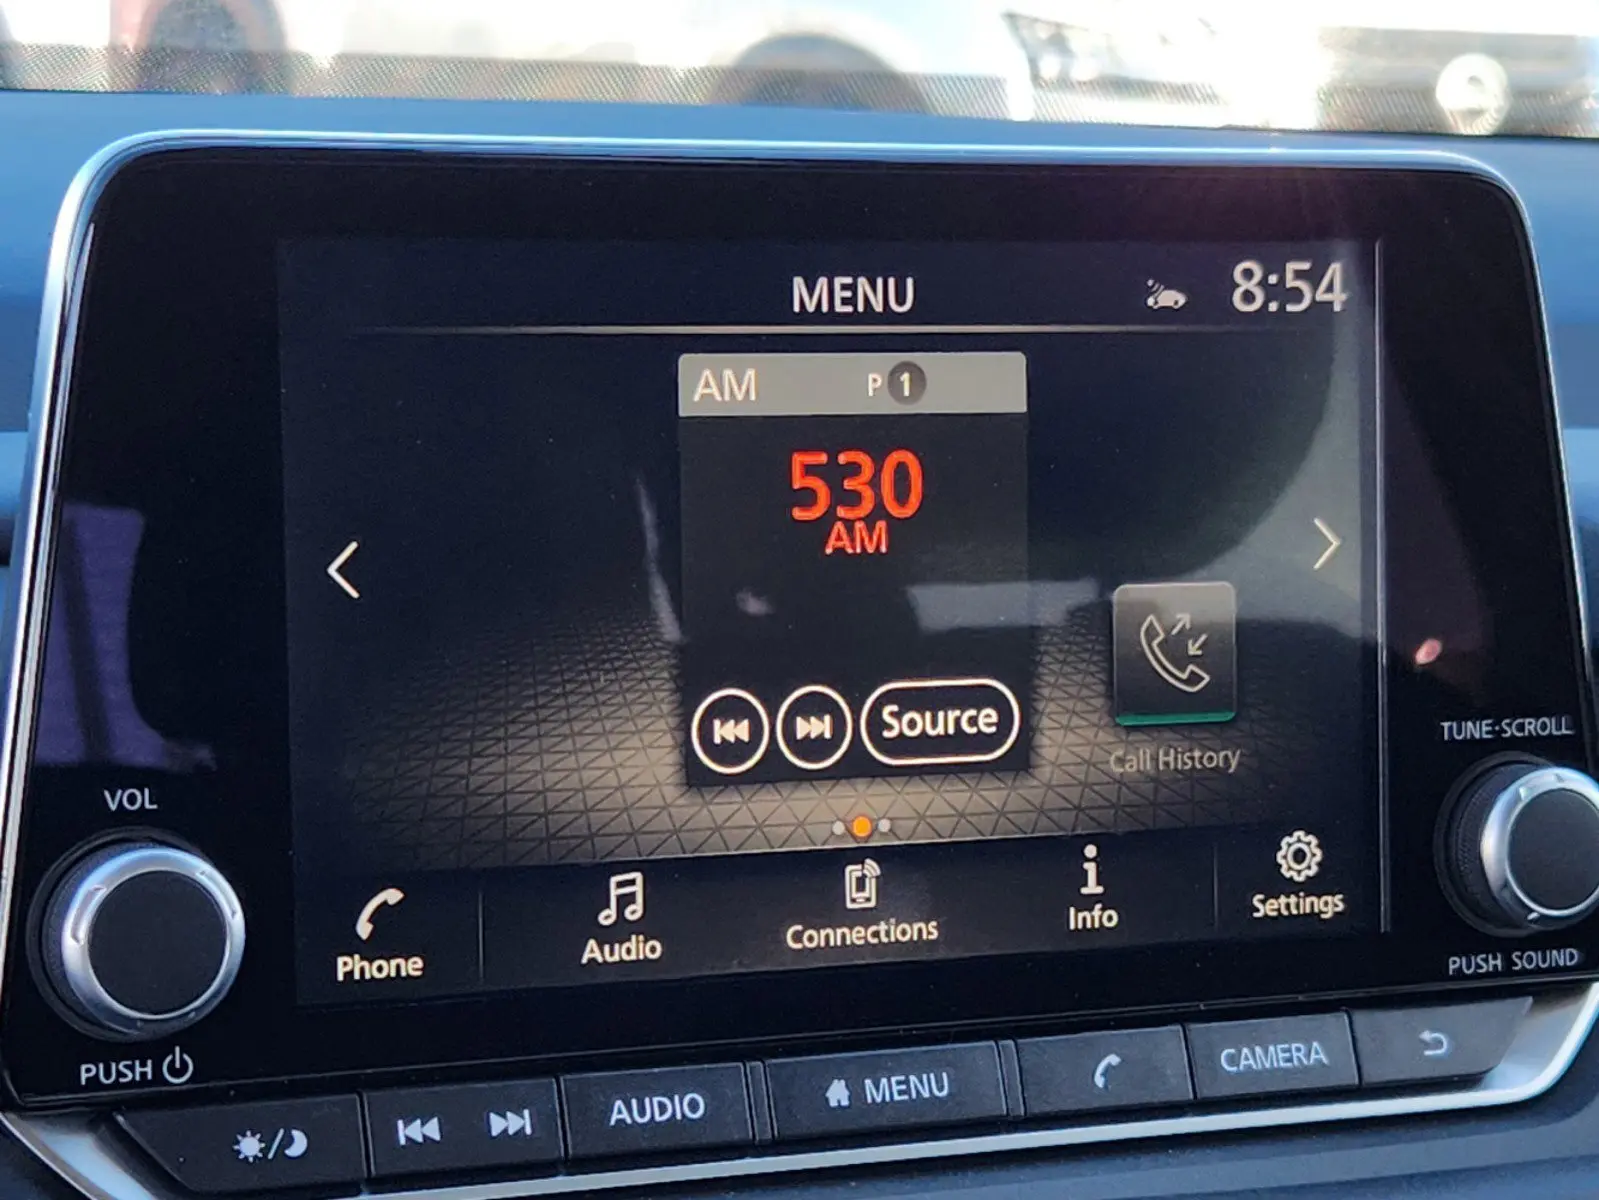 MENU
8:54
AM P 1
530
AM
Source
Call History
TUNE·SCROLL
VOL
Phone
Audio
Connections
Info
Settings
PUSH SOUND
PUSH
AUDIO
MENU
CAMERA